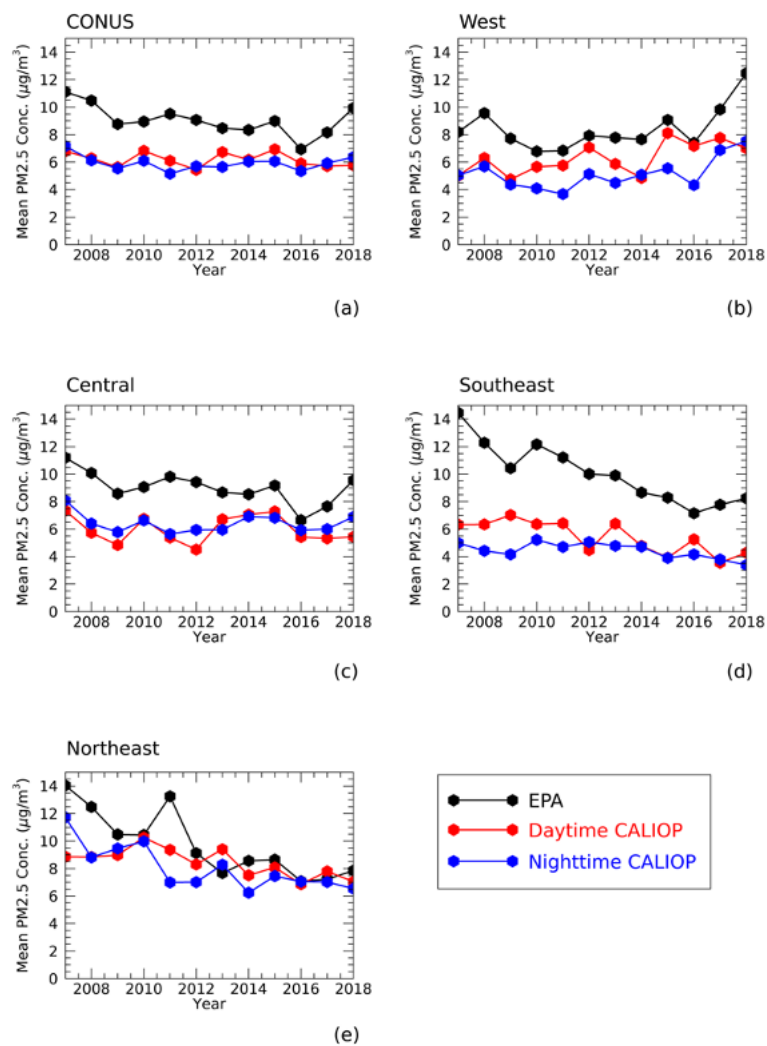 CONUS
Mean PM2.5 Conc. (μg/m³)
14
12
10
8
6
4
2
0
2008 2010 2012 2014 2016 2018
Year
(a)
West
Mean PM2.5 Conc. (μg/m³)
14
12
10
8
6
4
2
0
2008 2010 2012 2014 2016 2018
Year
(b)
Central
Mean PM2.5 Conc. (μg/m³)
14
12
10
8
6
4
2
0
2008 2010 2012 2014 2016 2018
Year
(c)
Southeast
Mean PM2.5 Conc. (μg/m³)
14
12
10
8
6
4
2
0
2008 2010 2012 2014 2016 2018
Year
(d)
Northeast
Mean PM2.5 Conc. (μg/m³)
14
12
10
8
6
4
2
0
2008 2010 2012 2014 2016 2018
Year
(e)
EPA
Daytime CALIOP
Nighttime CALIOP